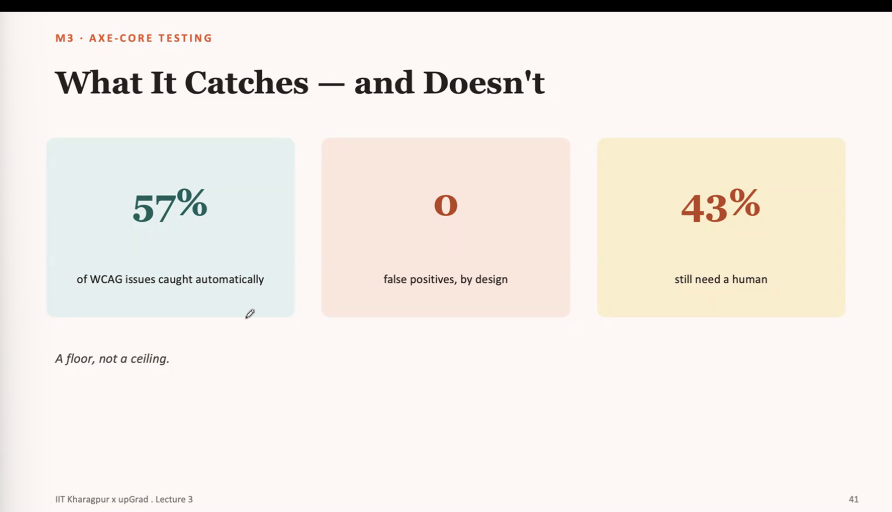 M3 · AXE-CORE TESTING
What It Catches — and Doesn't
57%
of WCAG issues caught automatically
0
false positives, by design
43%
still need a human
A floor, not a ceiling.
IIT Kharagpur x upGrad . Lecture 3
41